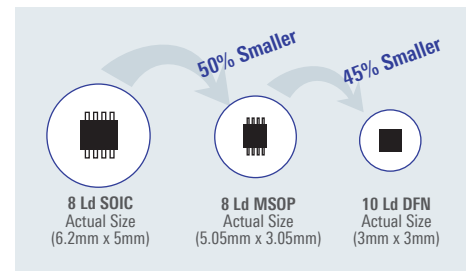 50% Smaller
45% Smaller
8 Ld SOIC
Actual Size
(6.2mm x 5mm)
8 Ld MSOP
Actual Size
(5.05mm x 3.05mm)
10 Ld DFN
Actual Size
(3mm x 3mm)